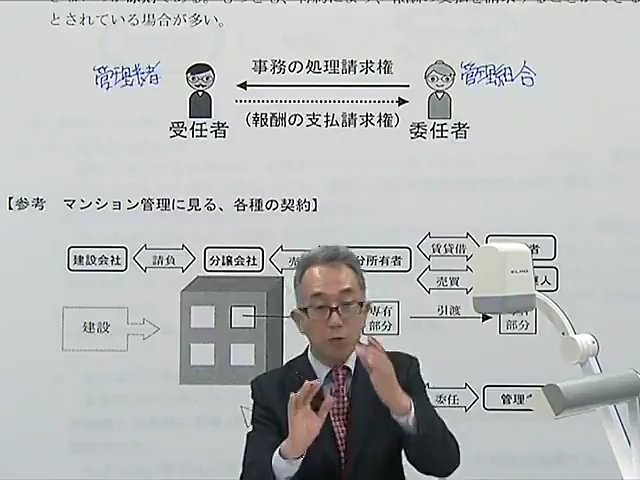 とされている場合が多い。
管理業者
事務の処理請求権
管理組合
(報酬の支払請求権)
受任者
委任者
【参考 マンション管理に見る、各種の契約】
建設会社
請負
分譲会社
所有者
賃貸借
者
売買
人
ELMO
建設
専有
部分
引渡
部分
委任
管理